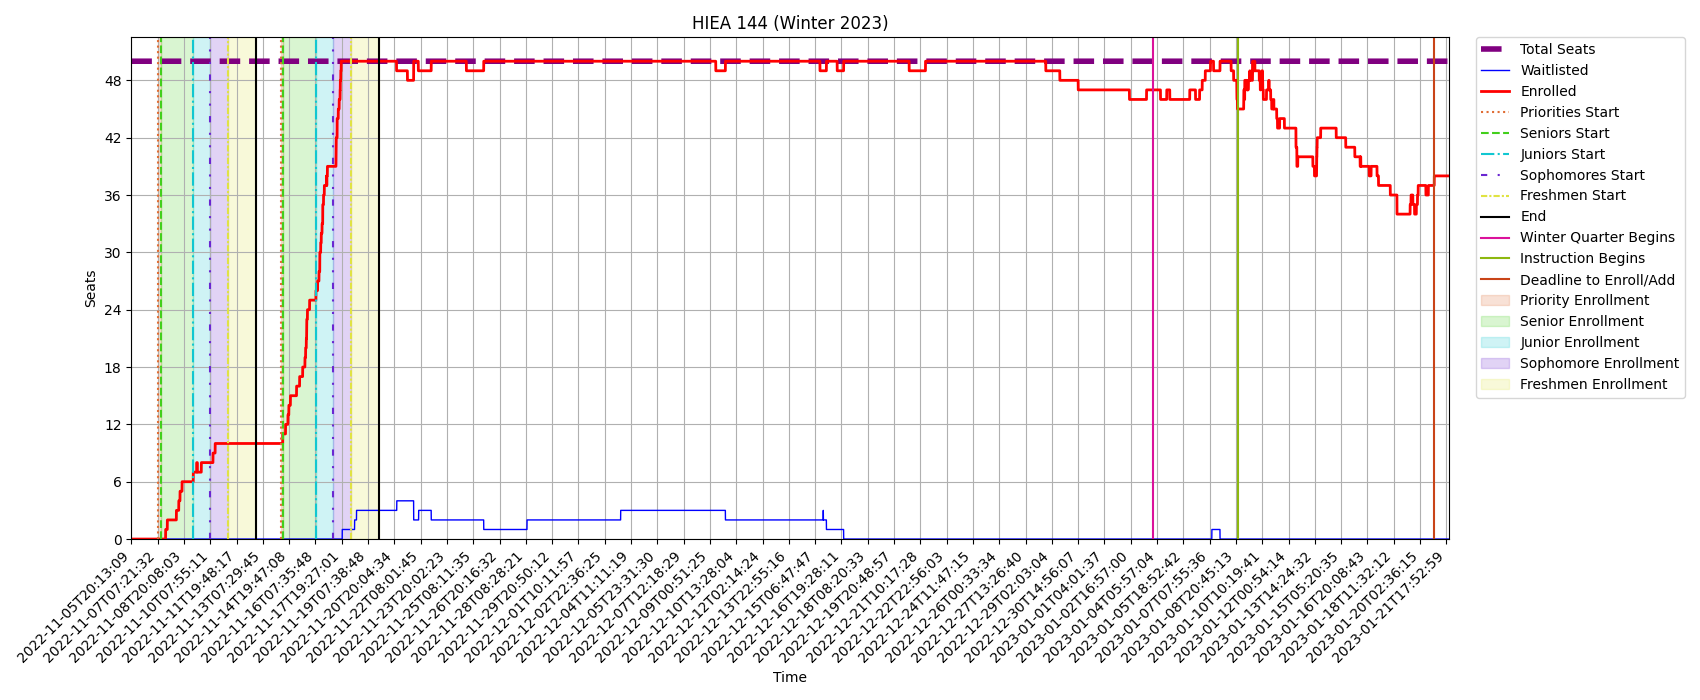 HIEA 144 (Winter 2023)
Seats
48
42
36
30
24
18
12
6
0
2022-11-05T20:13:09
2022-11-07T07:21:32
2022-11-08T20:08:03
2022-11-10T07:55:11
2022-11-11T19:48:17
2022-11-13T07:29:45
2022-11-14T19:47:08
2022-11-16T07:35:48
2022-11-17T19:27:01
2022-11-19T07:38:48
2022-11-20T20:04:34
2022-11-22T08:01:45
2022-11-23T20:02:23
2022-11-25T08:11:35
2022-11-26T20:16:32
2022-11-28T08:28:21
2022-11-29T20:50:12
2022-12-01T10:11:57
2022-12-02T22:36:25
2022-12-04T11:11:19
2022-12-05T23:31:30
2022-12-07T12:18:29
2022-12-09T00:51:25
2022-12-10T13:28:04
2022-12-12T02:14:24
2022-12-13T22:55:16
2022-12-15T06:47:47
2022-12-16T19:28:11
2022-12-18T08:20:33
2022-12-19T20:48:57
2022-12-21T10:17:28
2022-12-22T22:56:03
2022-12-24T11:47:15
2022-12-26T00:33:34
2022-12-27T13:26:40
2022-12-29T02:03:04
2022-12-30T14:56:07
2023-01-01T04:01:37
2023-01-02T16:57:00
2023-01-04T05:57:04
2023-01-05T18:52:42
2023-01-07T07:55:36
2023-01-08T20:45:13
2023-01-10T10:19:41
2023-01-12T00:54:14
2023-01-13T14:24:32
2023-01-15T05:20:35
2023-01-16T20:08:43
2023-01-18T11:32:12
2023-01-20T02:36:15
2023-01-21T17:52:59
Time
Total Seats
Waitlisted
Enrolled
Priorities Start
Seniors Start
Juniors Start
Sophomores Start
Freshmen Start
End
Winter Quarter Begins
Instruction Begins
Deadline to Enroll/Add
Priority Enrollment
Senior Enrollment
Junior Enrollment
Sophomore Enrollment
Freshmen Enrollment